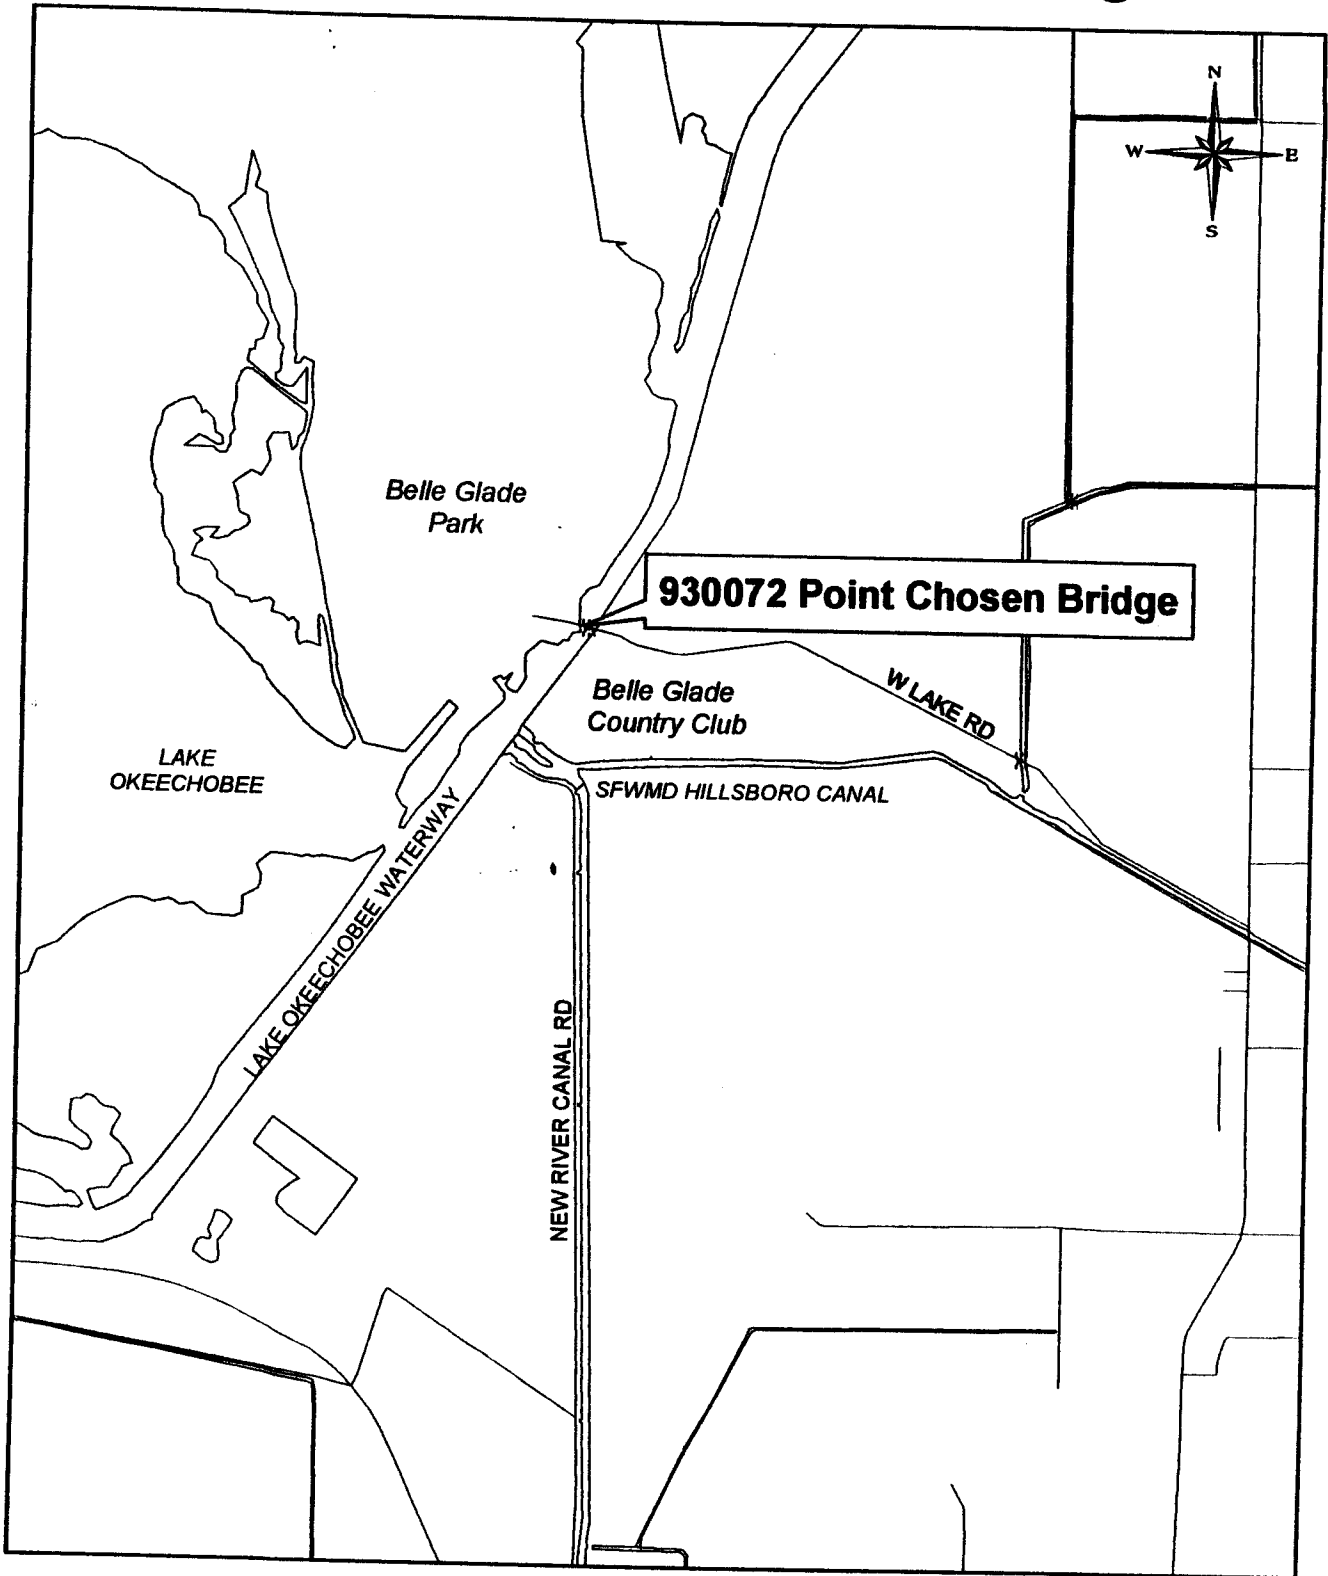 N
W E
S
Belle Glade
Park
930072 Point Chosen Bridge
W LAKE RD
Belle Glade
Country Club
LAKE
OKEECHOBEE
SFWMD HILLSBORO CANAL
LAKE OKEECHOBEE WATERWAY
NEW RIVER CANAL RD